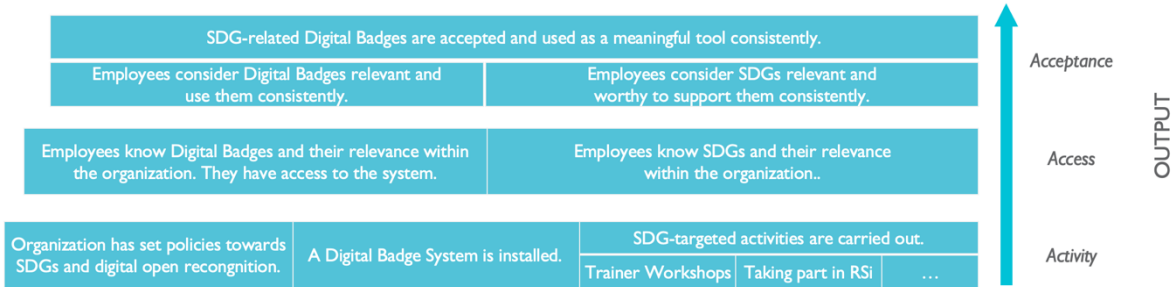 SDG-related Digital Badges are accepted and used as a meaningful tool consistently.
Employees consider Digital Badges relevant and
use them consistently.
Employees consider SDGs relevant and
worthy to support them consistently.
Acceptance
Employees know Digital Badges and their relevance within
the organization. They have access to the system.
Employees know SDGs and their relevance
within the organization..
Access
Organization has set policies towards
SDGs and digital open recongnition.
A Digital Badge System is installed.
SDG-targeted activities are carried out.
Trainer Workshops
Taking part in RSi
…
Activity
OUTPUT